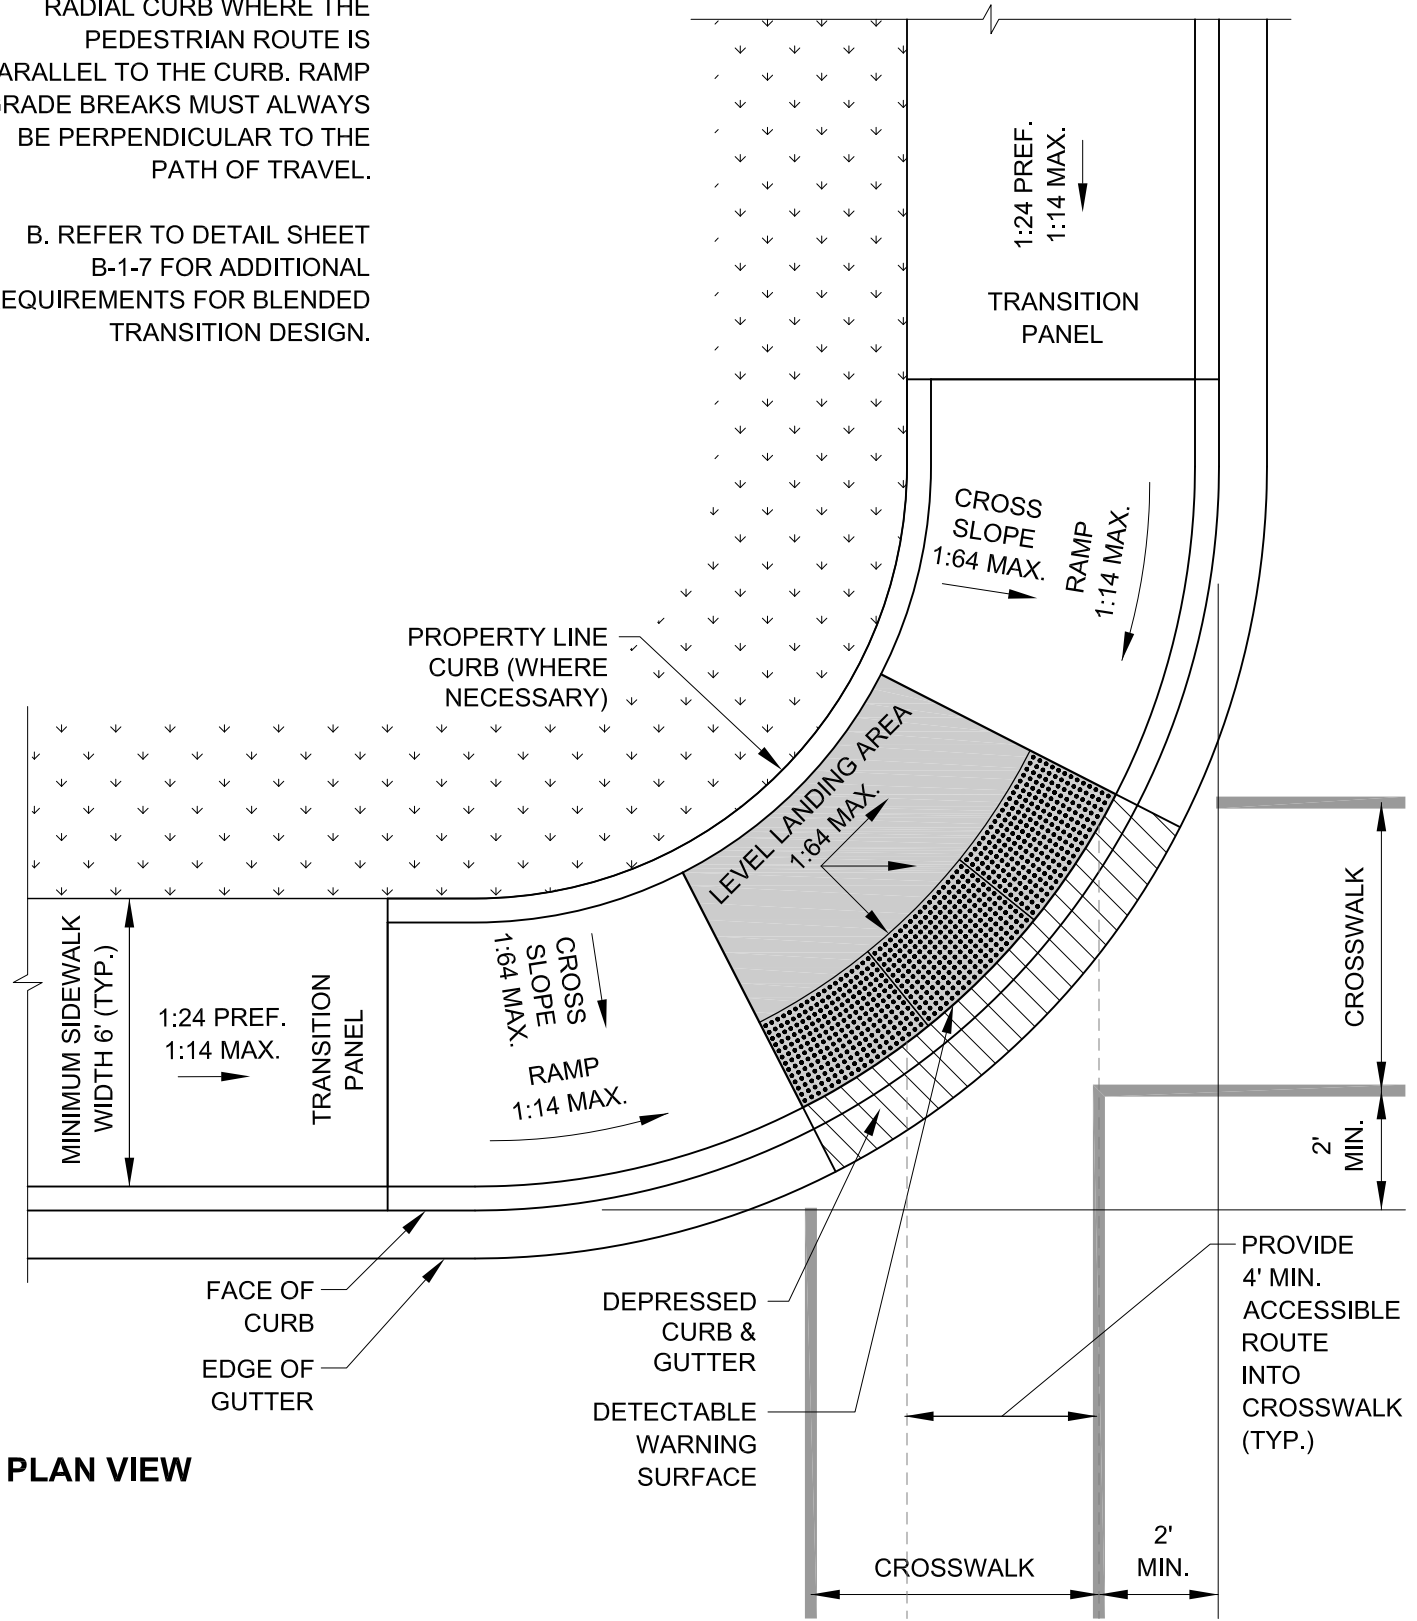 RADIAL CURB WHERE THE
PEDESTRIAN ROUTE IS
ARALLEL TO THE CURB. RAMP
GRADE BREAKS MUST ALWAYS
BE PERPENDICULAR TO THE
PATH OF TRAVEL.
B. REFER TO DETAIL SHEET
B-1-7 FOR ADDITIONAL
EQUIREMENTS FOR BLENDED
TRANSITION DESIGN.
1:24 PREF.
1:14 MAX.
TRANSITION
PANEL
CROSS
SLOPE
1:64 MAX.
RAMP
1:14 MAX.
PROPERTY LINE
CURB (WHERE
NECESSARY)
LEVEL LANDING AREA
1:64 MAX.
MINIMUM SIDEWALK
WIDTH 6' (TYP.)
1:24 PREF.
1:14 MAX.
TRANSITION
PANEL
CROSS
SLOPE
1:64 MAX.
RAMP
1:14 MAX.
CROSSWALK
2'
MIN.
FACE OF
CURB
EDGE OF
GUTTER
DEPRESSED
CURB &
GUTTER
DETECTABLE
WARNING
SURFACE
PROVIDE
4' MIN.
ACCESSIBLE
ROUTE
INTO
CROSSWALK
(TYP.)
PLAN VIEW
CROSSWALK
2'
MIN.